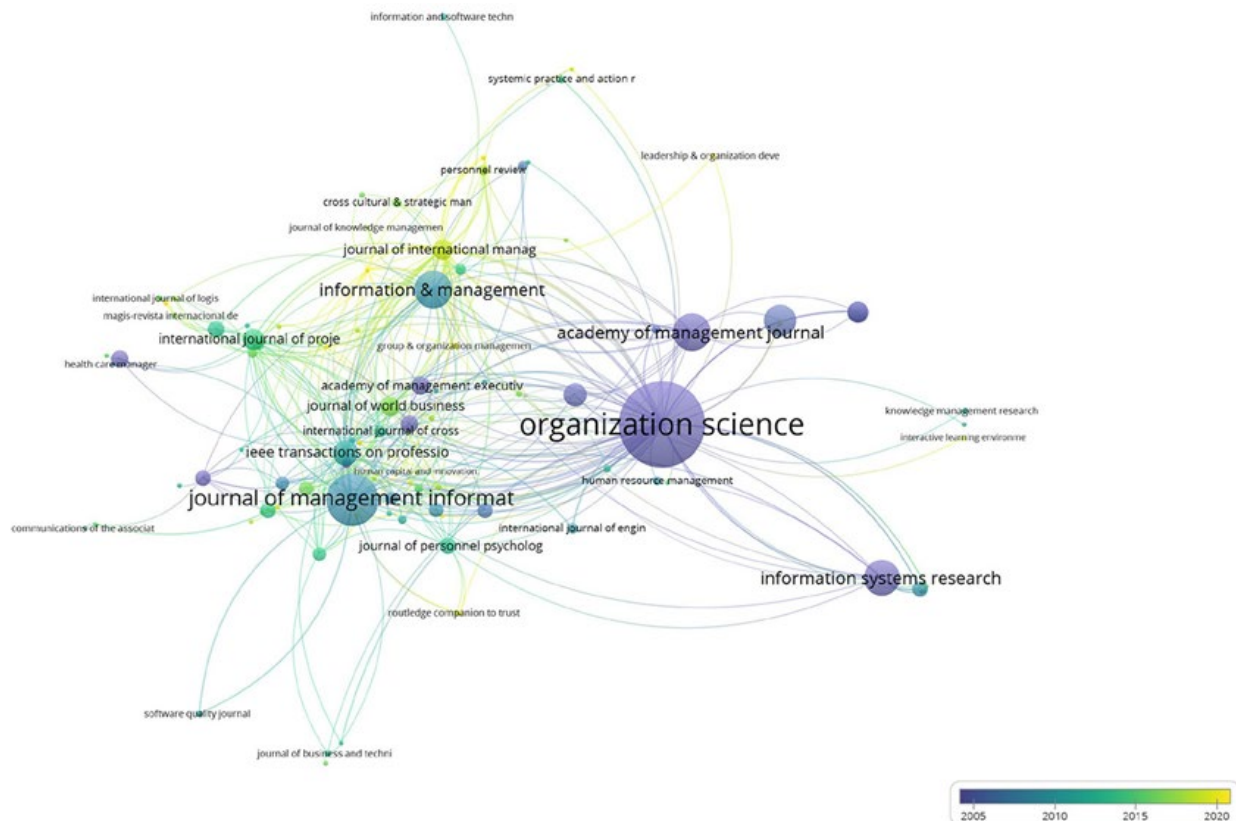 information and software techn
systemic practice and action r
leadership & organization deve
personnel review
cross cultural & strategic man
journal of knowledge managemen
journal of international manag
information & management
international journal of logis
magis-revista internacional de
international journal of proje
academy of management journal
group & organization managemen
health care manager
academy of management executiv
journal of world business
knowledge management research
organization science
international journal of cross
interactive learning environme
ieee transactions on professio
human capital and innovation
human resource management
journal of management informat
communications of the associat
international journal of engin
journal of personnel psycholog
information systems research
routledge companion to trust
software quality journal
journal of business and techni
2005 2010 2015 2020